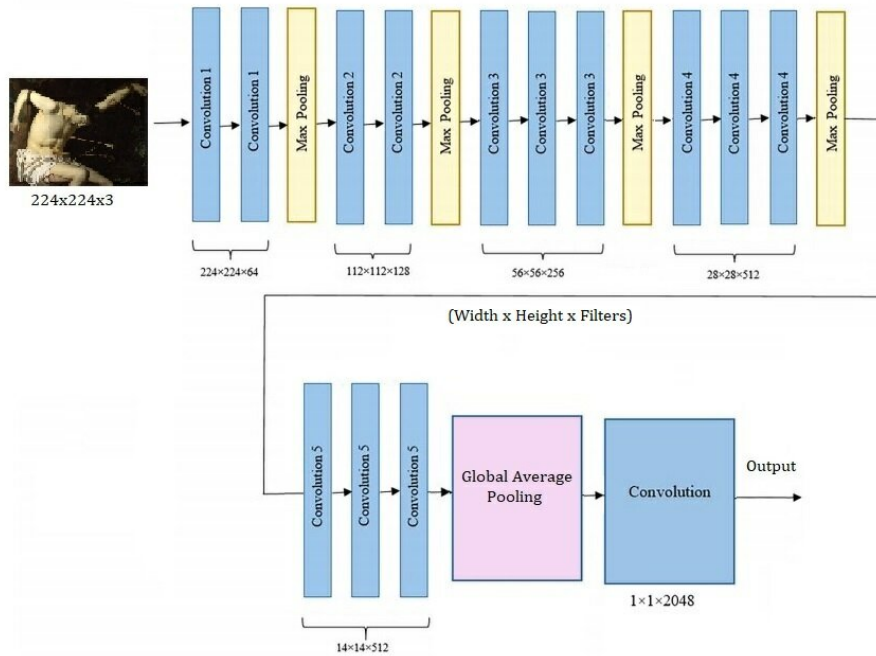 Convolution 1
Convolution 1
Max Pooling
Convolution 2
Convolution 2
Max Pooling
Convolution 3
Convolution 3
Convolution 3
Max Pooling
Convolution 4
Convolution 4
Convolution 4
Max Pooling
224x224x3
224×224×64
112×112×128
56×56×256
28×28×512
(Width x Height x Filters)
Convolution 5
Convolution 5
Convolution 5
Global Average
Pooling
Convolution
Output
1×1×2048
14×14×512